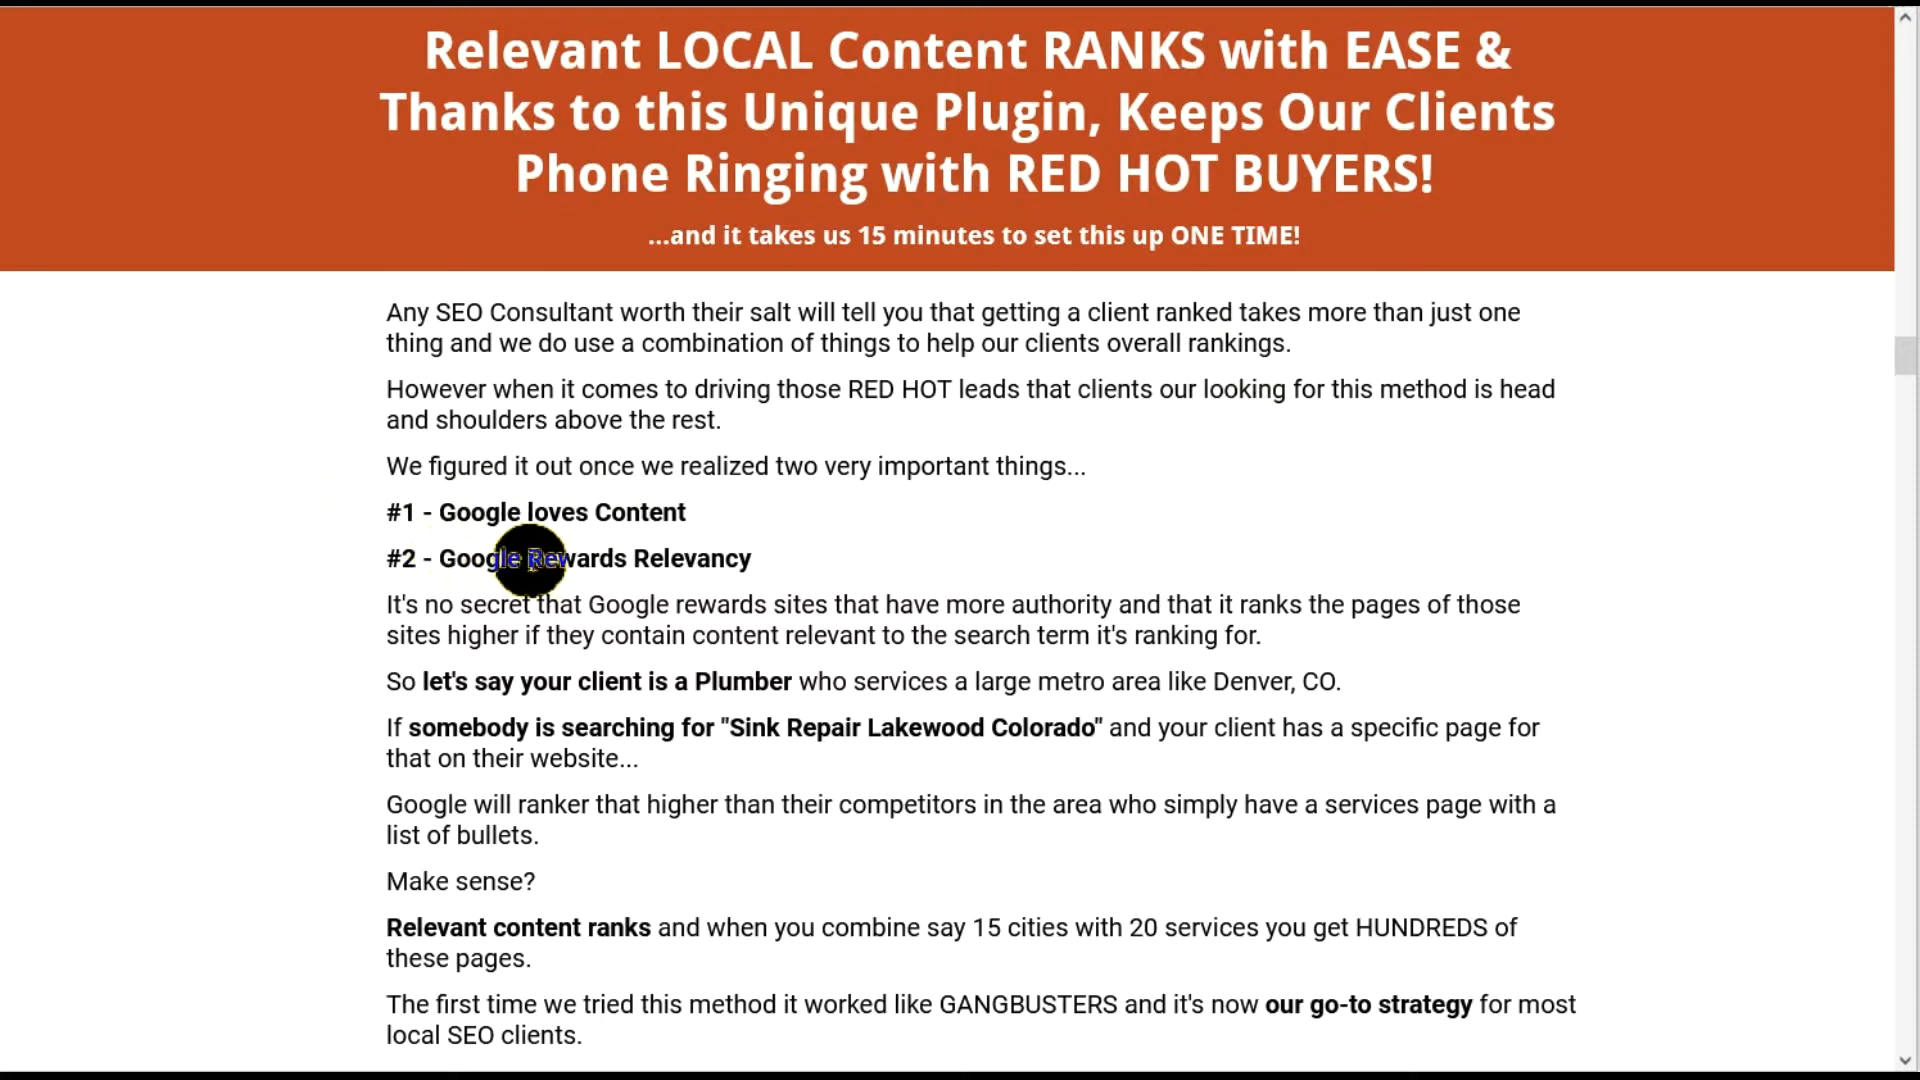 Relevant LOCAL Content RANKS with EASE &
Thanks to this Unique Plugin, Keeps Our Clients
Phone Ringing with RED HOT BUYERS!
...and it takes us 15 minutes to set this up ONE TIME!
Any SEO Consultant worth their salt will tell you that getting a client ranked takes more than just one
thing and we do use a combination of things to help our clients overall rankings.
However when it comes to driving those RED HOT leads that clients our looking for this method is head
and shoulders above the rest.
We figured it out once we realized two very important things...
#1 - Google loves Content
#2 - Google Rewards Relevancy
It's no secret that Google rewards sites that have more authority and that it ranks the pages of those
sites higher if they contain content relevant to the search term it's ranking for.
So let's say your client is a Plumber who services a large metro area like Denver, CO.
If somebody is searching for "Sink Repair Lakewood Colorado" and your client has a specific page for
that on their website...
Google will ranker that higher than their competitors in the area who simply have a services page with a
list of bullets.
Make sense?
Relevant content ranks and when you combine say 15 cities with 20 services you get HUNDREDS of
these pages.
The first time we tried this method it worked like GANGBUSTERS and it's now our go-to strategy for most
local SEO clients.